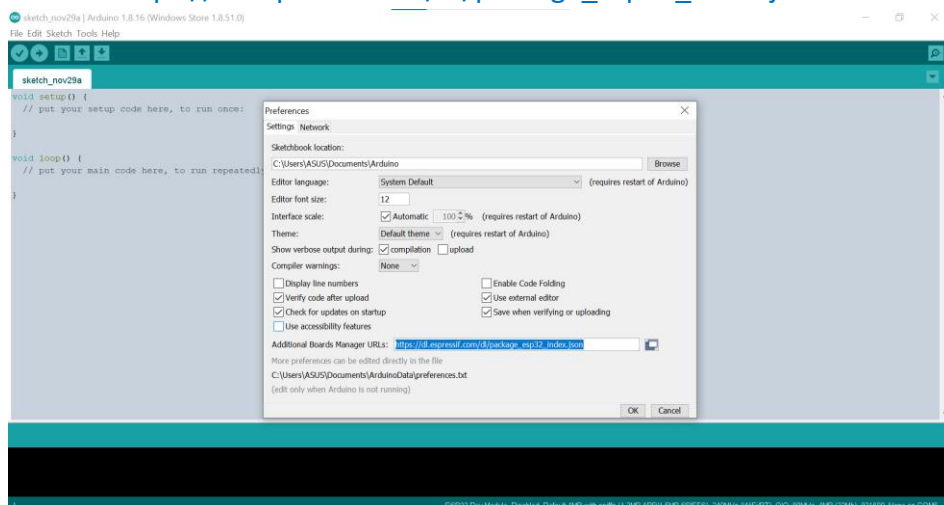 sketch_nov29a | Arduino 1.8.16 (Windows Store 1.8.51.0)
File Edit Sketch Tools Help
sketch_nov29a
void setup() {
// put your setup code here, to run once:
}
void loop() {
// put your main code here, to run repeatedly
}
Preferences
Settings Network
Sketchbook location:
C:\Users\ASUS\Documents\Arduino Browse
Editor language: System Default (requires restart of Arduino)
Editor font size: 12
Interface scale: Automatic 100 % (requires restart of Arduino)
Theme: Default theme (requires restart of Arduino)
Show verbose output during: compilation upload
Compiler warnings: None
Display line numbers Enable Code Folding
Verify code after upload Use external editor
Check for updates on startup Save when verifying or uploading
Use accessibility features
Additional Boards Manager URLs: https://dl.espressif.com/dl/package_esp32_index.json
More preferences can be edited directly in the file
C:\Users\ASUS\Documents\ArduinoData\preferences.txt
(edit only when Arduino is not running)
OK Cancel